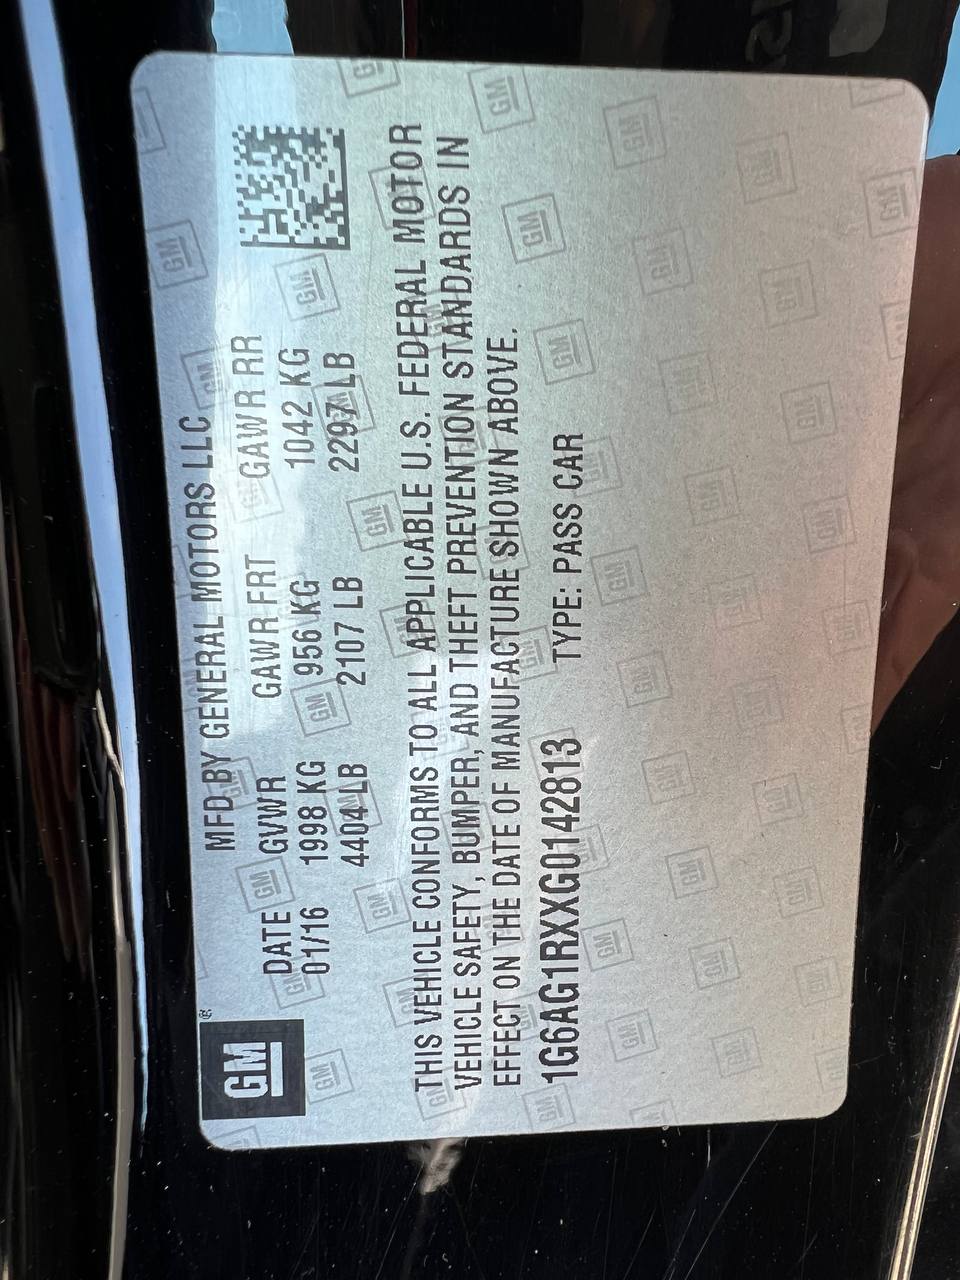 GM®
MFD BY GENERAL MOTORS LLC
DATE GVWR GAWR FRT GAWR RR
01/16 1998 KG 956 KG 1042 KG
4404 LB 2107 LB 2297 LB
THIS VEHICLE CONFORMS TO ALL APPLICABLE U.S. FEDERAL MOTOR
VEHICLE SAFETY, BUMPER, AND THEFT PREVENTION STANDARDS IN
EFFECT ON THE DATE OF MANUFACTURE SHOWN ABOVE.
1G6AG1RXXG0142813 TYPE: PASS CAR